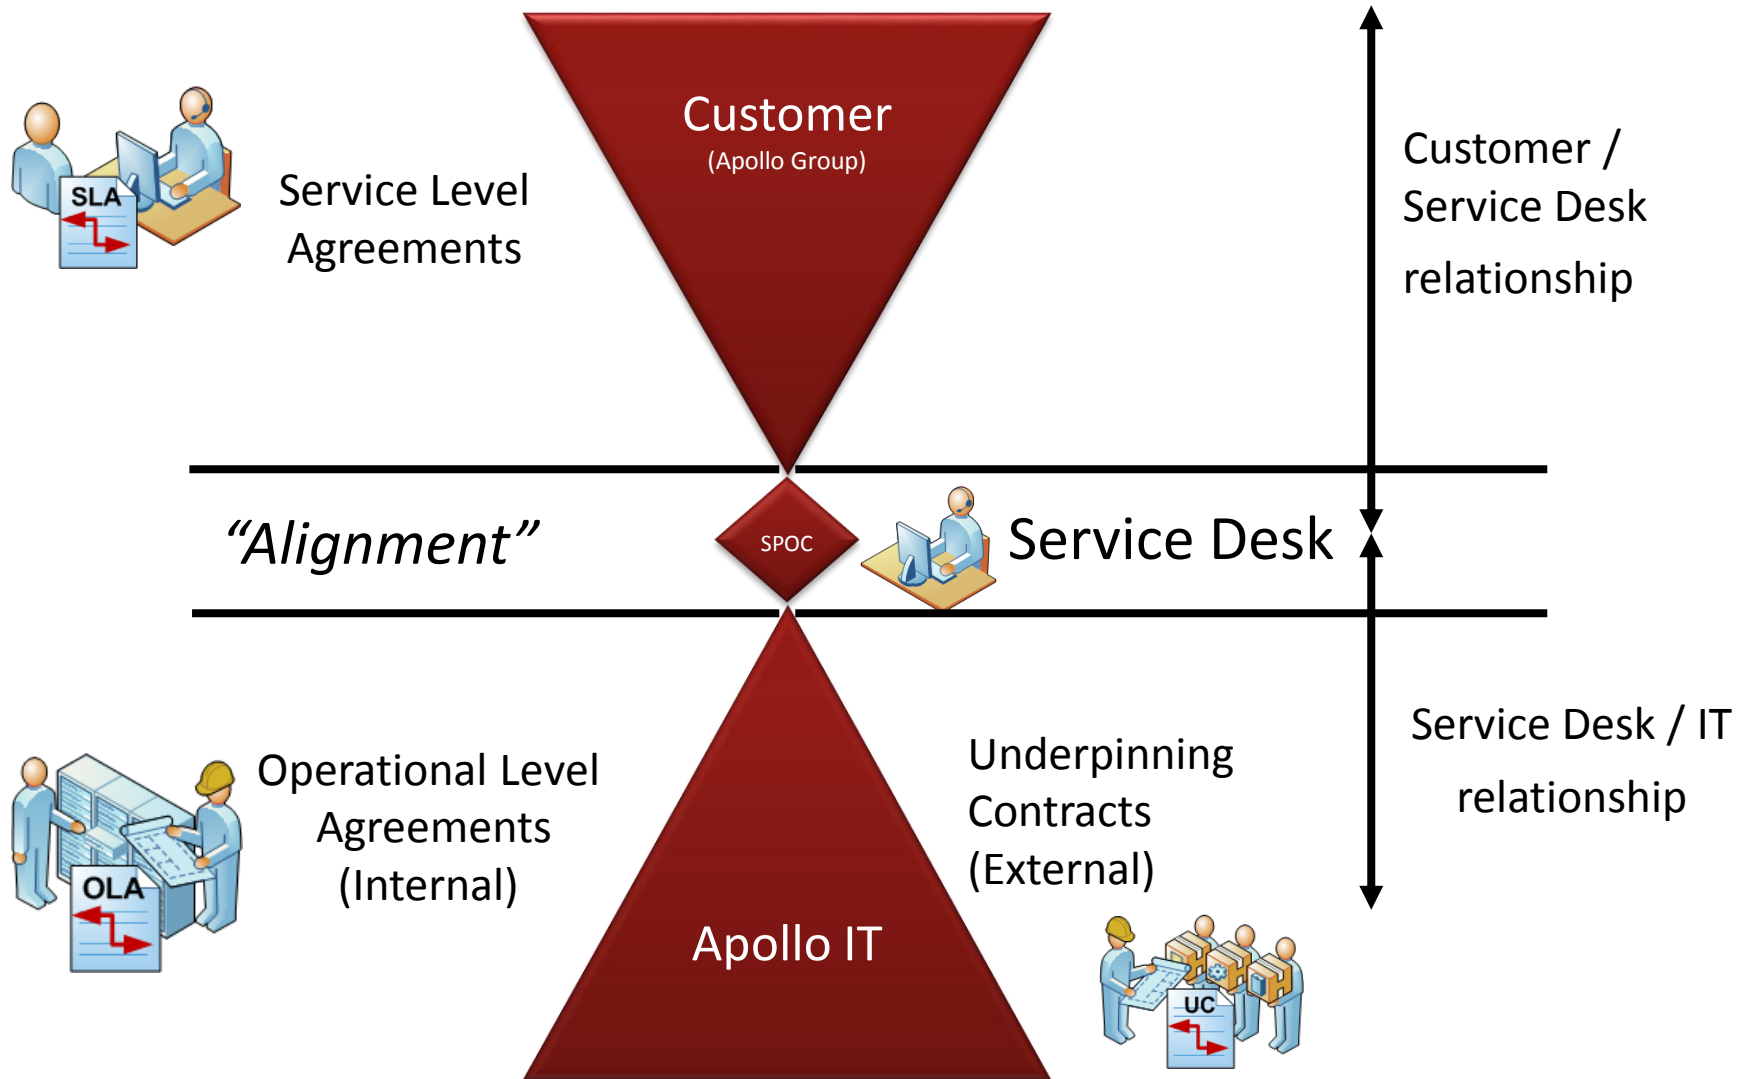 Customer
(Apollo Group)
SLA
Service Level
Agreements
Customer /
Service Desk
relationship
“Alignment”
SPOC
Service Desk
Operational Level
Agreements
(Internal)
OLA
Underpinning
Contracts
(External)
Service Desk / IT
relationship
Apollo IT
UC